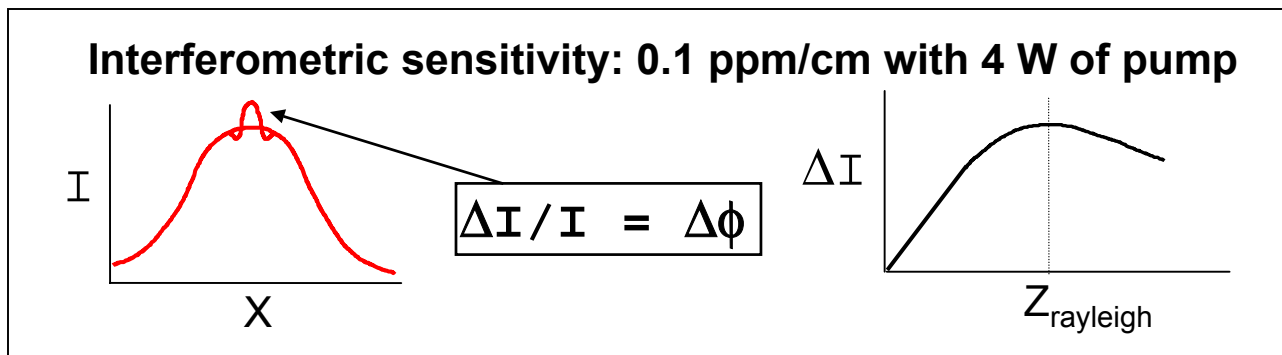 Interferometric sensitivity: 0.1 ppm/cm with 4 W of pump
I
X
ΔI/I = Δϕ
ΔI
Zrayleigh